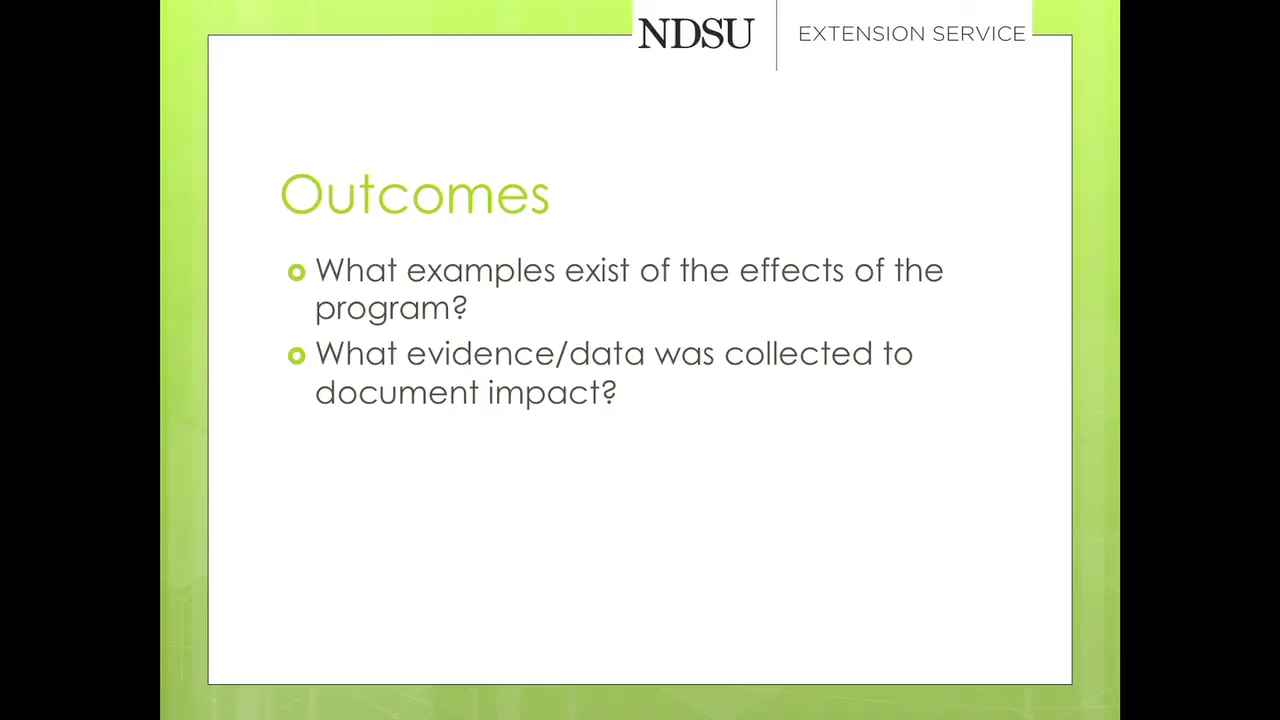 NDSU EXTENSION SERVICE
Outcomes
What examples exist of the effects of the
program?
What evidence/data was collected to
document impact?